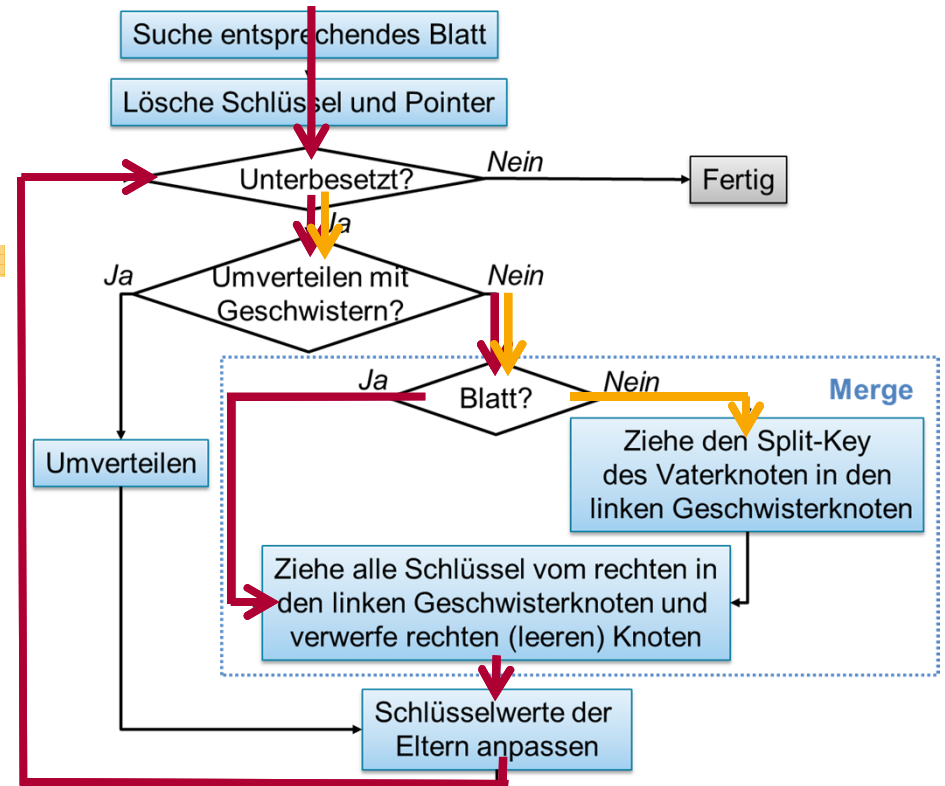 Suche entsprechendes Blatt
Lösche Schlüssel und Pointer
Unterbesetzt?
Nein
Fertig
Ja
Ja
Umverteilen mit
Geschwistern?
Nein
Ja
Blatt?
Nein
Merge
Umverteilen
Ziehe den Split-Key
des Vaterknoten in den
linken Geschwisterknoten
Ziehe alle Schlüssel vom rechten in
den linken Geschwisterknoten und
verwerfe rechten (leeren) Knoten
Schlüsselwerte der
Eltern anpassen